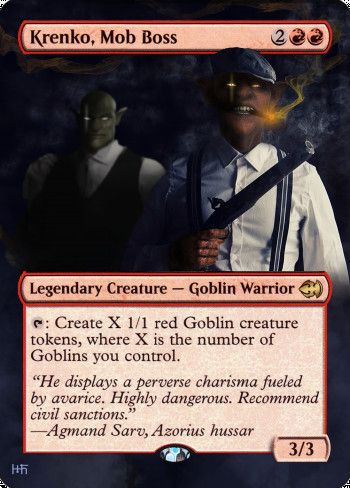 Krenko, Mob Boss 2
Legendary Creature — Goblin Warrior
: Create X 1/1 red Goblin creature
tokens, where X is the number of
Goblins you control.
“He displays a perverse charisma fueled
by avarice. Highly dangerous. Recommend
civil sanctions.”
—Agmand Sarv, Azorius hussar
3/3